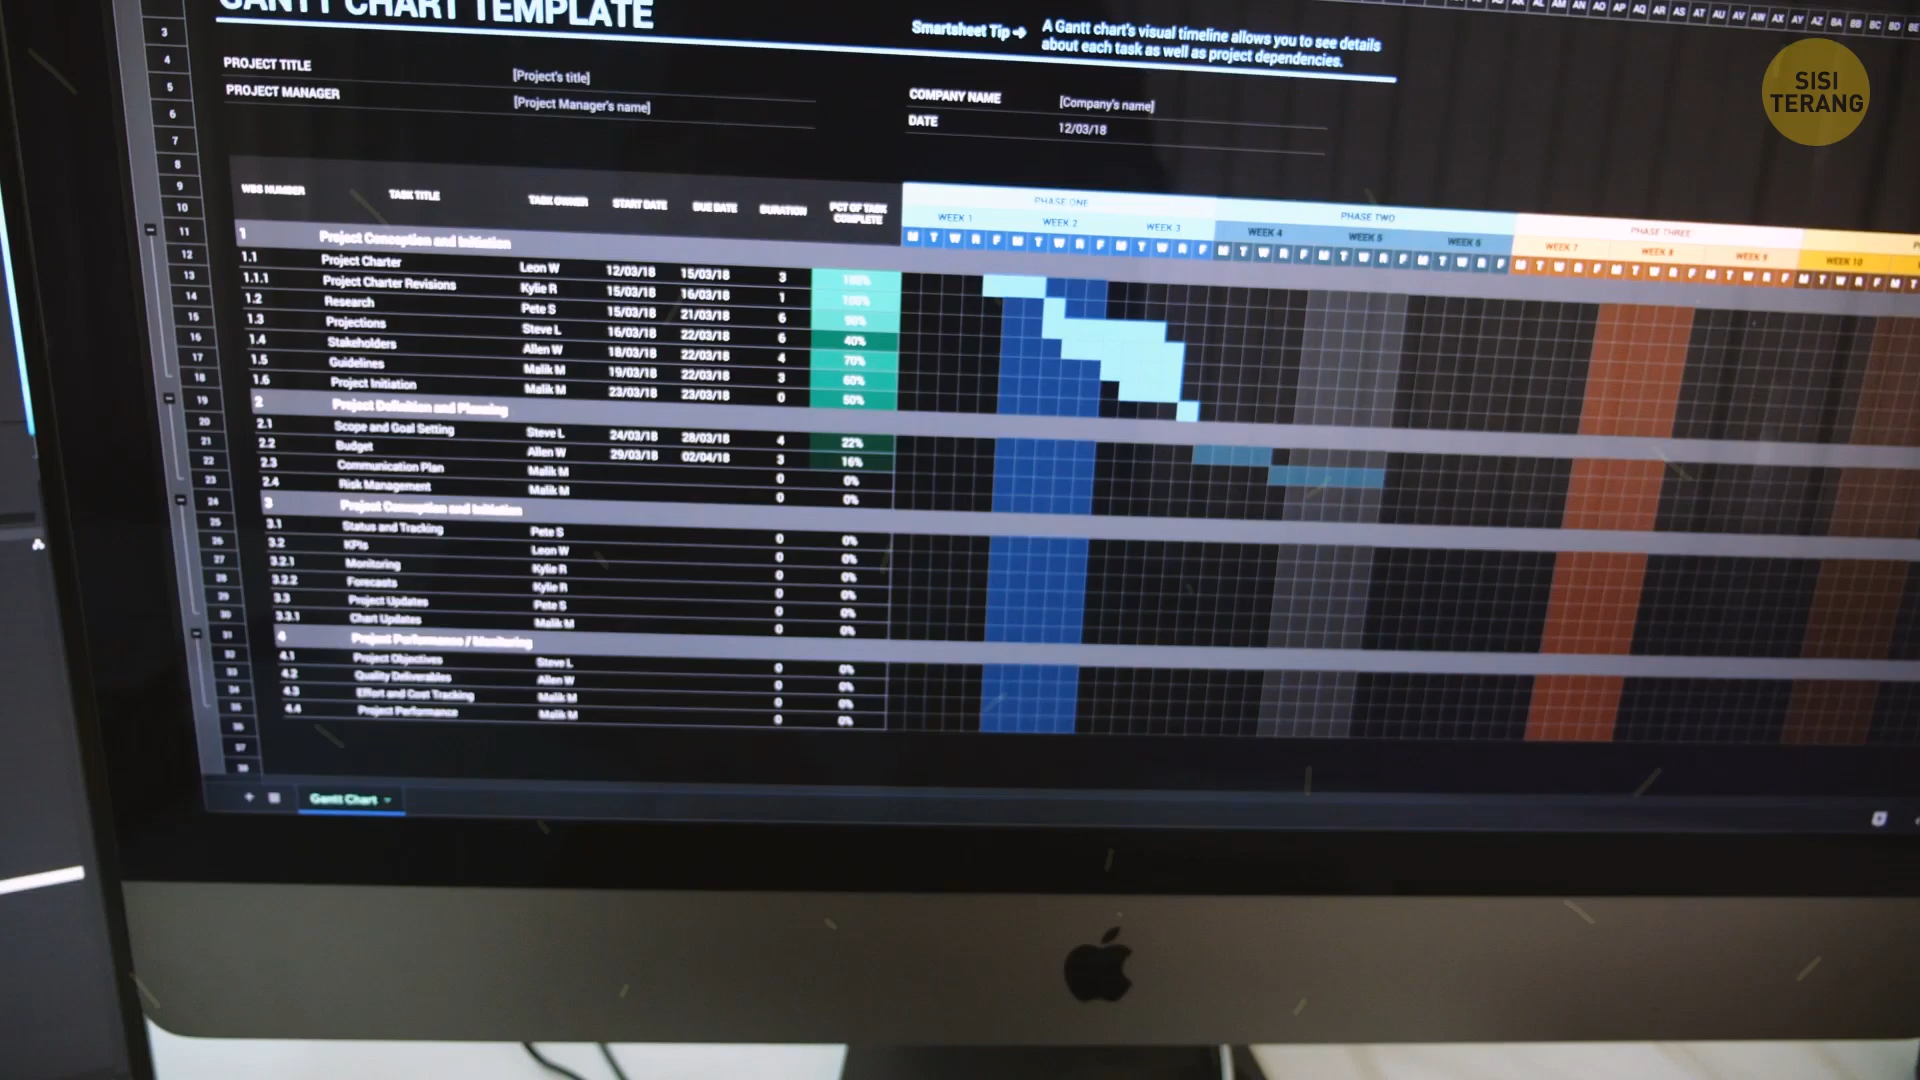 GANTT CHART TEMPLATE
Smartsheet Tip ➔ A Gantt chart's visual timeline allows you to see details
about each task as well as project dependencies.
PROJECT TITLE [Project's title]
PROJECT MANAGER [Project Manager's name]
COMPANY NAME [Company's name]
DATE 12/03/18
SISI
TERANG
WBS NUMBER TASK TITLE TASK OWNER START DATE DUE DATE DURATION PCT OF TASK COMPLETE
PHASE ONE PHASE TWO PHASE THREE
WEEK 1 WEEK 2 WEEK 3 WEEK 4 WEEK 5 WEEK 6 WEEK 7 WEEK 8 WEEK 9 WEEK 10
M T W R F M T W R F M T W R F M T W R F M T W R F M T W R F M T W R F M T W R F M T W R F M T W R F M T
1 Project Conception and Initiation
1.1 Project Charter Leon W 12/03/18 15/03/18 3 100%
1.1.1 Project Charter Revisions Kylie R 15/03/18 16/03/18 1 100%
1.2 Research Pete S 15/03/18 21/03/18 6 90%
1.3 Projections Steve L 16/03/18 22/03/18 6 40%
1.4 Stakeholders Allen W 18/03/18 22/03/18 4 70%
1.5 Guidelines Malik M 19/03/18 22/03/18 3 60%
1.6 Project Initiation Malik M 23/03/18 23/03/18 0 50%
2 Project Definition and Planning
2.1 Scope and Goal Setting Steve L 24/03/18 28/03/18 4 22%
2.2 Budget Allen W 29/03/18 02/04/18 3 16%
2.3 Communication Plan Malik M 0 0%
2.4 Risk Management Malik M 0 0%
3 Project Conception and Initiation
3.1 Status and Tracking Pete S 0 0%
3.2 KPIs Leon W 0 0%
3.2.1 Monitoring Kylie R 0 0%
3.2.2 Forecasts Kylie R 0 0%
3.3 Project Updates Pete S 0 0%
3.3.1 Chart Updates Malik M 0 0%
4 Project Performance / Monitoring
4.1 Project Objectives Steve L 0 0%
4.2 Quality Deliverables Allen W 0 0%
4.3 Effort and Cost Tracking Malik M 0 0%
4.4 Project Performance Malik M 0 0%
Gantt Chart